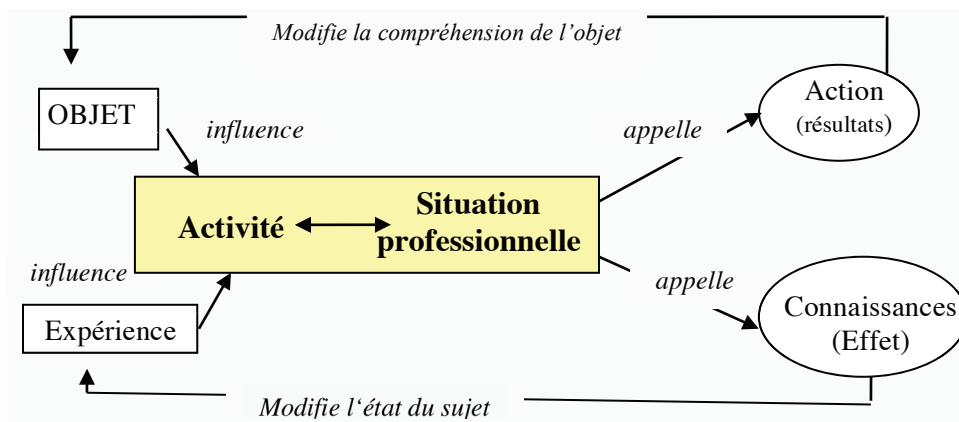 Modifie la compréhension de l’objet
OBJET
influence
appelle
Action
(résultats)
Activité
Situation
professionnelle
influence
appelle
Expérience
Connaissances
(Effet)
Modifie l‘état du sujet